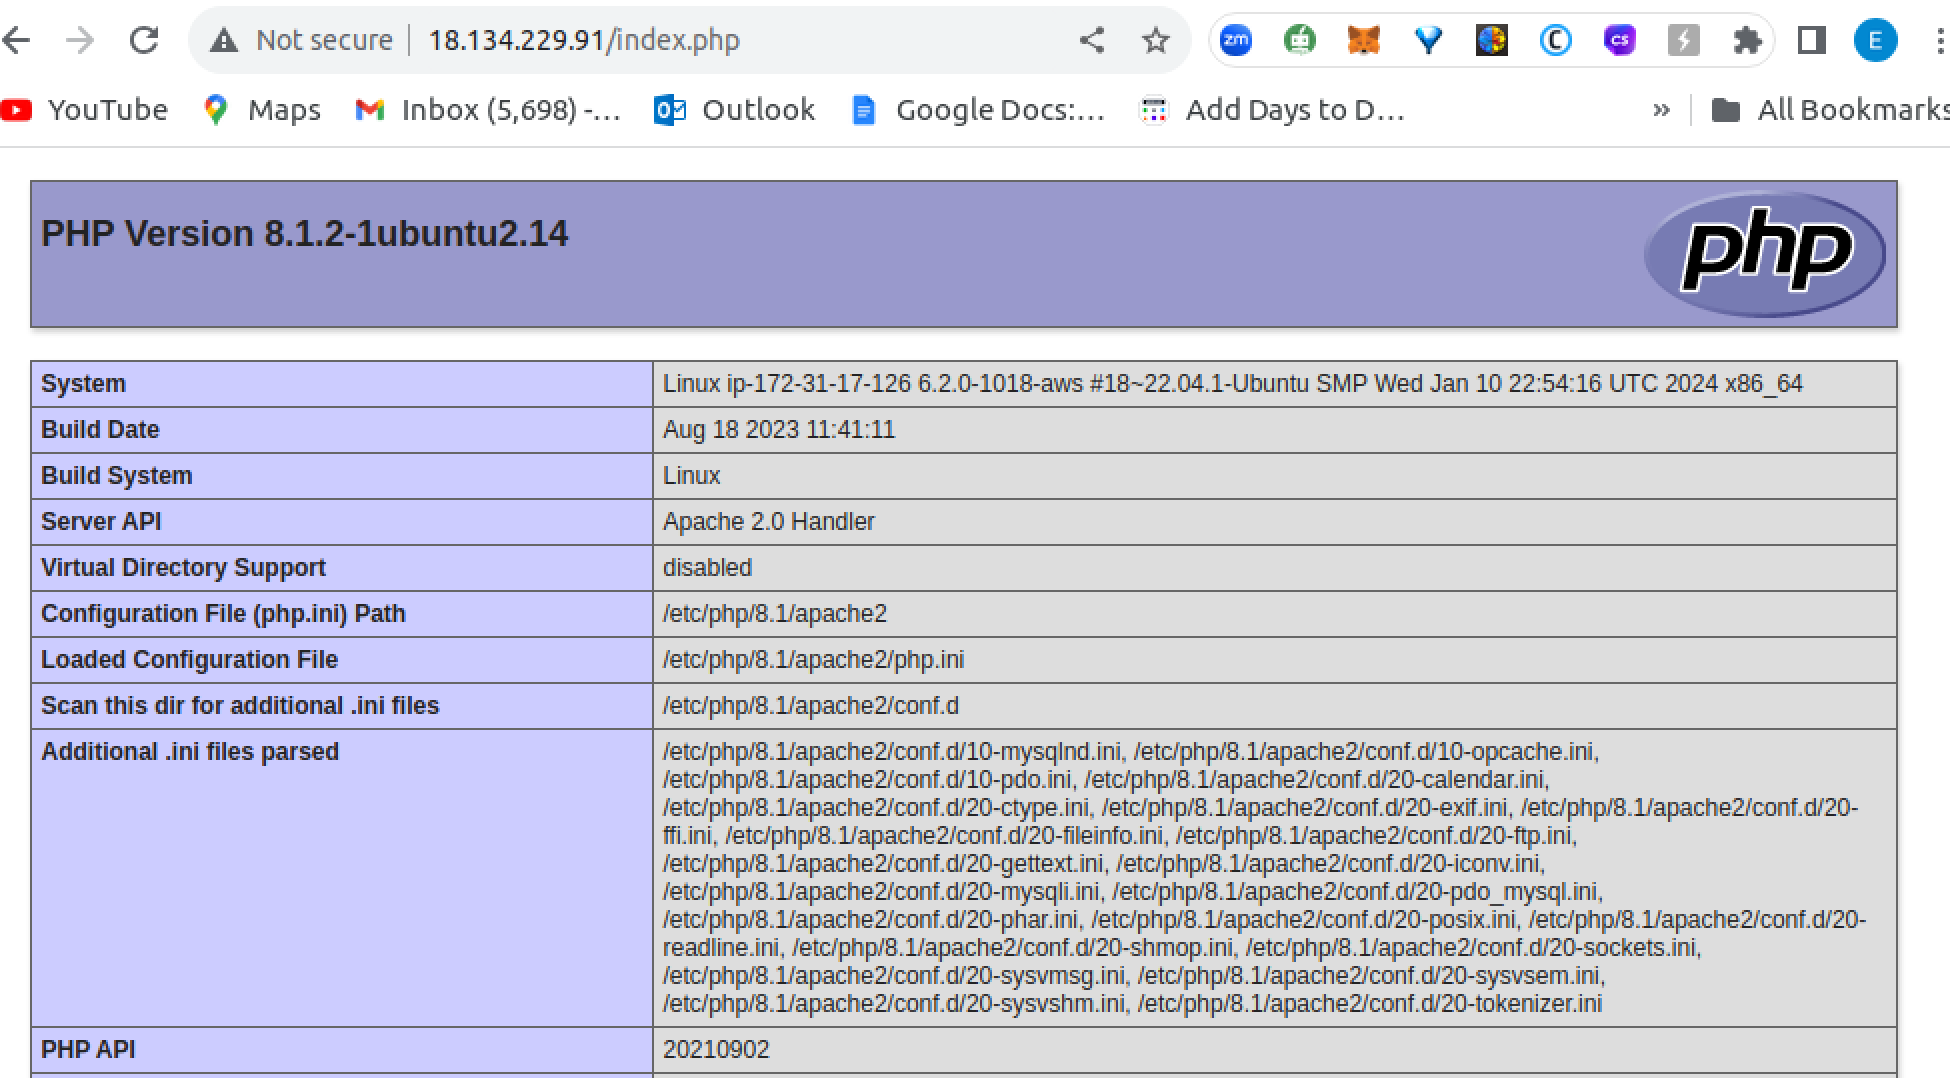 Not secure 18.134.229.91/index.php zm C CS E
YouTube Maps Inbox (5,698) -... Outlook Google Docs:... Add Days to D... » All Bookmarks
PHP Version 8.1.2-1ubuntu2.14 php
System Linux ip-172-31-17-126 6.2.0-1018-aws #18~22.04.1-Ubuntu SMP Wed Jan 10 22:54:16 UTC 2024 x86_64
Build Date Aug 18 2023 11:41:11
Build System Linux
Server API Apache 2.0 Handler
Virtual Directory Support disabled
Configuration File (php.ini) Path /etc/php/8.1/apache2
Loaded Configuration File /etc/php/8.1/apache2/php.ini
Scan this dir for additional .ini files /etc/php/8.1/apache2/conf.d
Additional .ini files parsed /etc/php/8.1/apache2/conf.d/10-mysqlnd.ini, /etc/php/8.1/apache2/conf.d/10-opcache.ini,
/etc/php/8.1/apache2/conf.d/10-pdo.ini, /etc/php/8.1/apache2/conf.d/20-calendar.ini,
/etc/php/8.1/apache2/conf.d/20-ctype.ini, /etc/php/8.1/apache2/conf.d/20-exif.ini, /etc/php/8.1/apache2/conf.d/20-
ffi.ini, /etc/php/8.1/apache2/conf.d/20-fileinfo.ini, /etc/php/8.1/apache2/conf.d/20-ftp.ini,
/etc/php/8.1/apache2/conf.d/20-gettext.ini, /etc/php/8.1/apache2/conf.d/20-iconv.ini,
/etc/php/8.1/apache2/conf.d/20-mysqli.ini, /etc/php/8.1/apache2/conf.d/20-pdo_mysql.ini,
/etc/php/8.1/apache2/conf.d/20-phar.ini, /etc/php/8.1/apache2/conf.d/20-posix.ini, /etc/php/8.1/apache2/conf.d/20-
readline.ini, /etc/php/8.1/apache2/conf.d/20-shmop.ini, /etc/php/8.1/apache2/conf.d/20-sockets.ini,
/etc/php/8.1/apache2/conf.d/20-sysvmsg.ini, /etc/php/8.1/apache2/conf.d/20-sysvsem.ini,
/etc/php/8.1/apache2/conf.d/20-sysvshm.ini, /etc/php/8.1/apache2/conf.d/20-tokenizer.ini
PHP API 20210902